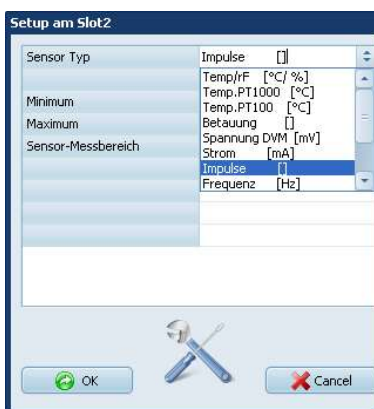 Setup am Slot2
Sensor Typ
Impulse []
Temp/rF [°C/ %]
Temp.PT1000 [°C]
Temp.PT100 [°C]
Betauung []
Spannung DVM [mV]
Strom [mA]
Impulse []
Frequenz [Hz]
Minimum
Maximum
Sensor-Messbereich
OK
Cancel